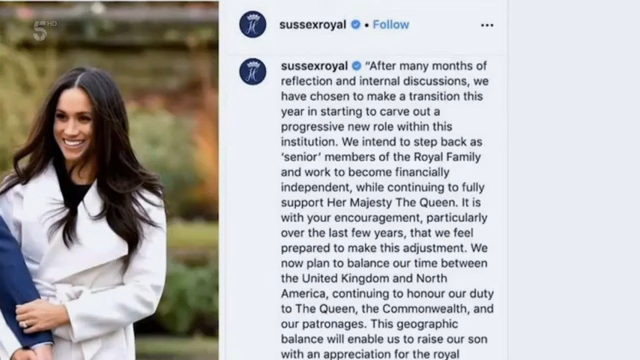 5 HD
sussexroyal • Follow
sussexroyal "After many months of
reflection and internal discussions, we
have chosen to make a transition this
year in starting to carve out a
progressive new role within this
institution. We intend to step back as
‘senior’ members of the Royal Family
and work to become financially
independent, while continuing to fully
support Her Majesty The Queen. It is
with your encouragement, particularly
over the last few years, that we feel
prepared to make this adjustment. We
now plan to balance our time between
the United Kingdom and North
America, continuing to honour our duty
to The Queen, the Commonwealth, and
our patronages. This geographic
balance will enable us to raise our son
with an appreciation for the royal